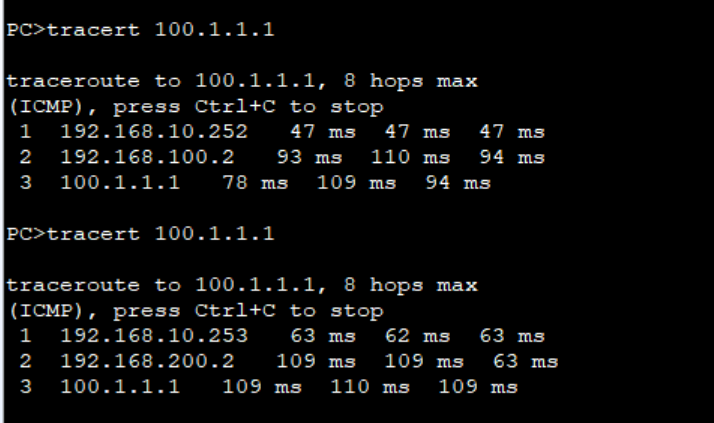 PC>tracert 100.1.1.1
traceroute to 100.1.1.1, 8 hops max
(ICMP), press Ctrl+C to stop
1 192.168.10.252 47 ms 47 ms 47 ms
2 192.168.100.2 93 ms 110 ms 94 ms
3 100.1.1.1 78 ms 109 ms 94 ms
PC>tracert 100.1.1.1
traceroute to 100.1.1.1, 8 hops max
(ICMP), press Ctrl+C to stop
1 192.168.10.253 63 ms 62 ms 63 ms
2 192.168.200.2 109 ms 109 ms 63 ms
3 100.1.1.1 109 ms 110 ms 109 ms